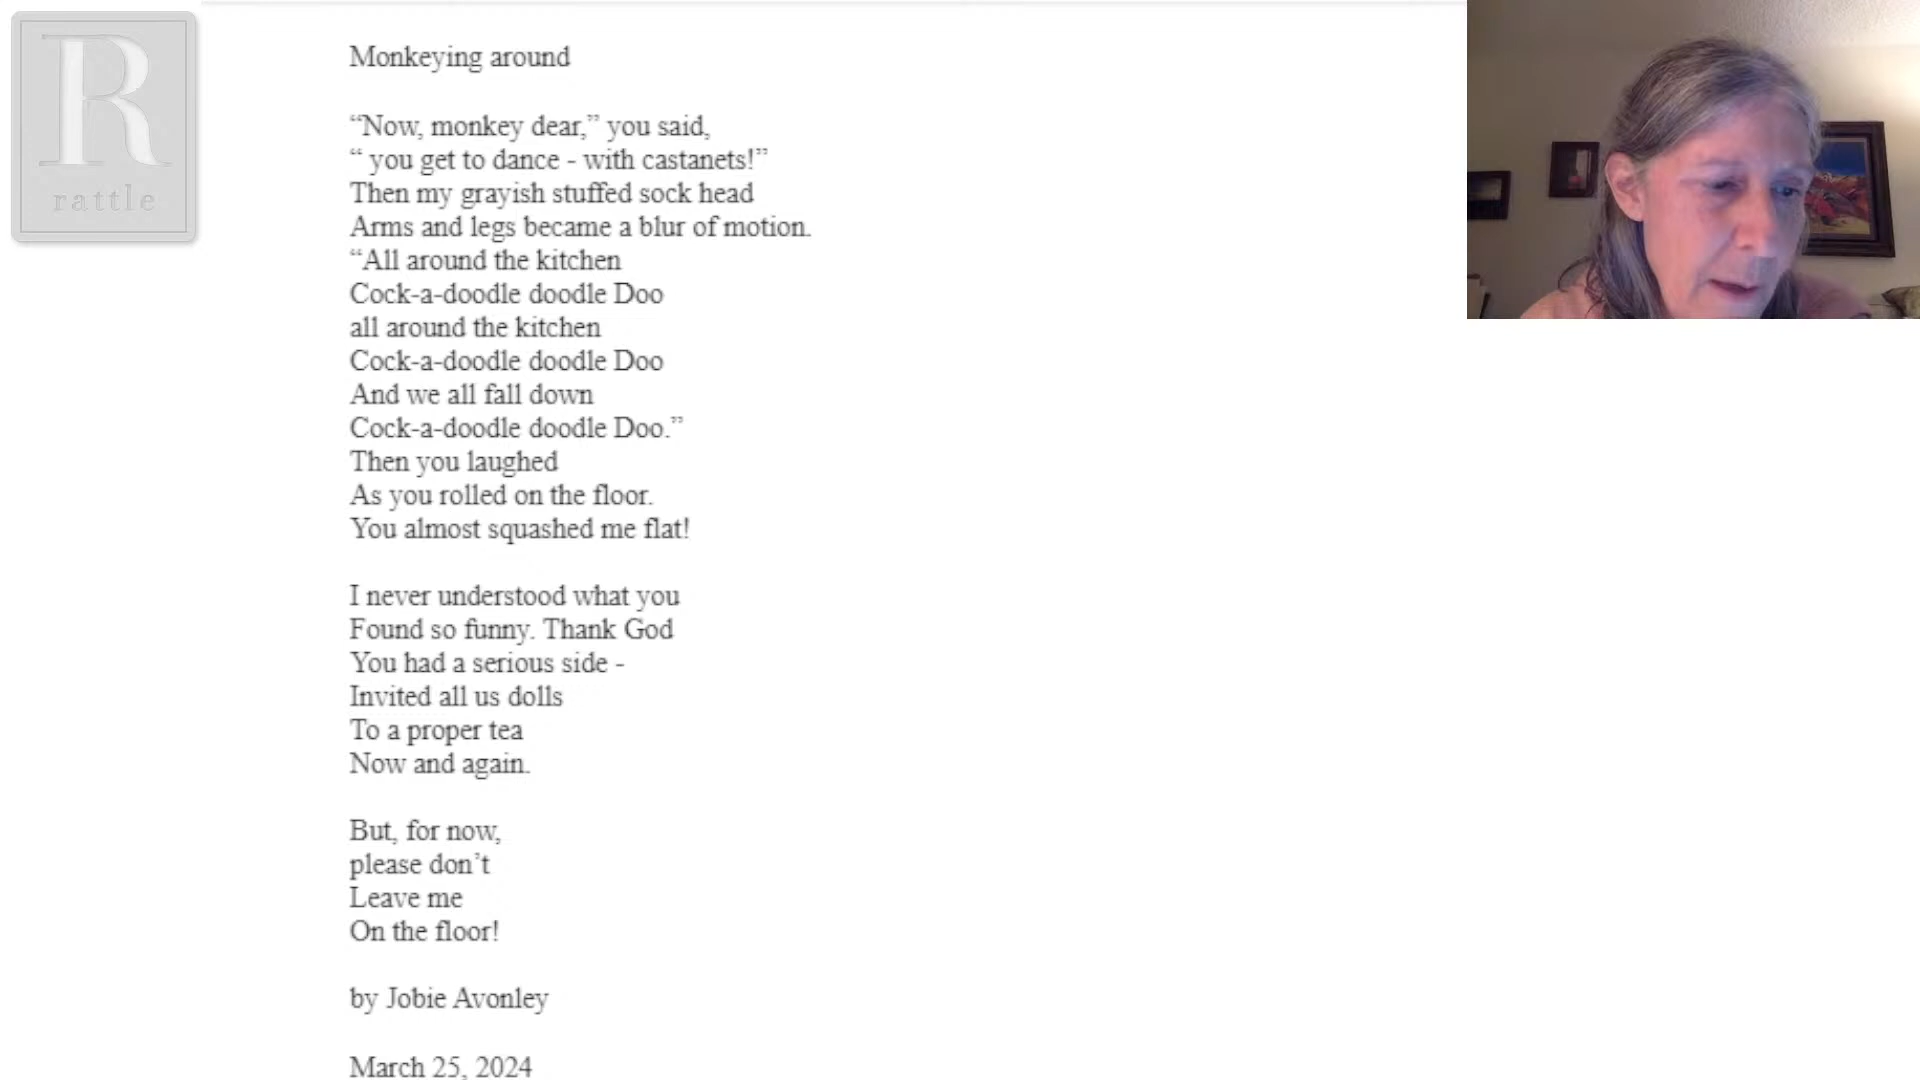 R
rattle
Monkeying around
“Now, monkey dear,” you said,
“ you get to dance - with castanets!”
Then my grayish stuffed sock head
Arms and legs became a blur of motion.
“All around the kitchen
Cock-a-doodle doodle Doo
all around the kitchen
Cock-a-doodle doodle Doo
And we all fall down
Cock-a-doodle doodle Doo.”
Then you laughed
As you rolled on the floor.
You almost squashed me flat!
I never understood what you
Found so funny. Thank God
You had a serious side -
Invited all us dolls
To a proper tea
Now and again.
But, for now,
please don’t
Leave me
On the floor!
by Jobie Avonley
March 25, 2024